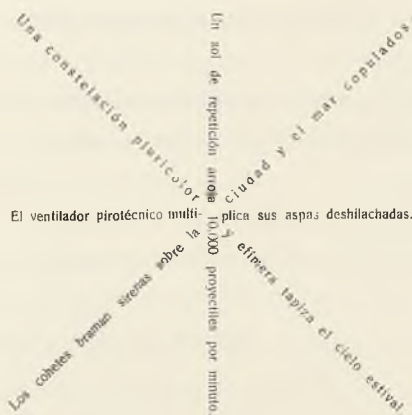 Una constelación pluricolor y efímera tapiza el cielo estival.
Un sol de repetición arroja 10.000 proyectiles por minuto.
Los cohetes braman sirenas sobre la ciudad y el mar copulados.
El ventilador pirotécnico multi- plica sus aspas deshilachadas.